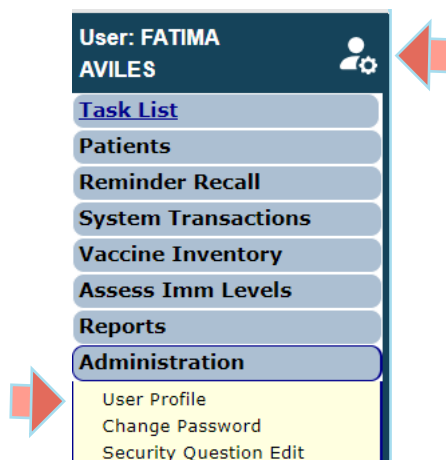 User: FATIMA
AVILES
Task List
Patients
Reminder Recall
System Transactions
Vaccine Inventory
Assess Imm Levels
Reports
Administration
User Profile
Change Password
Security Question Edit